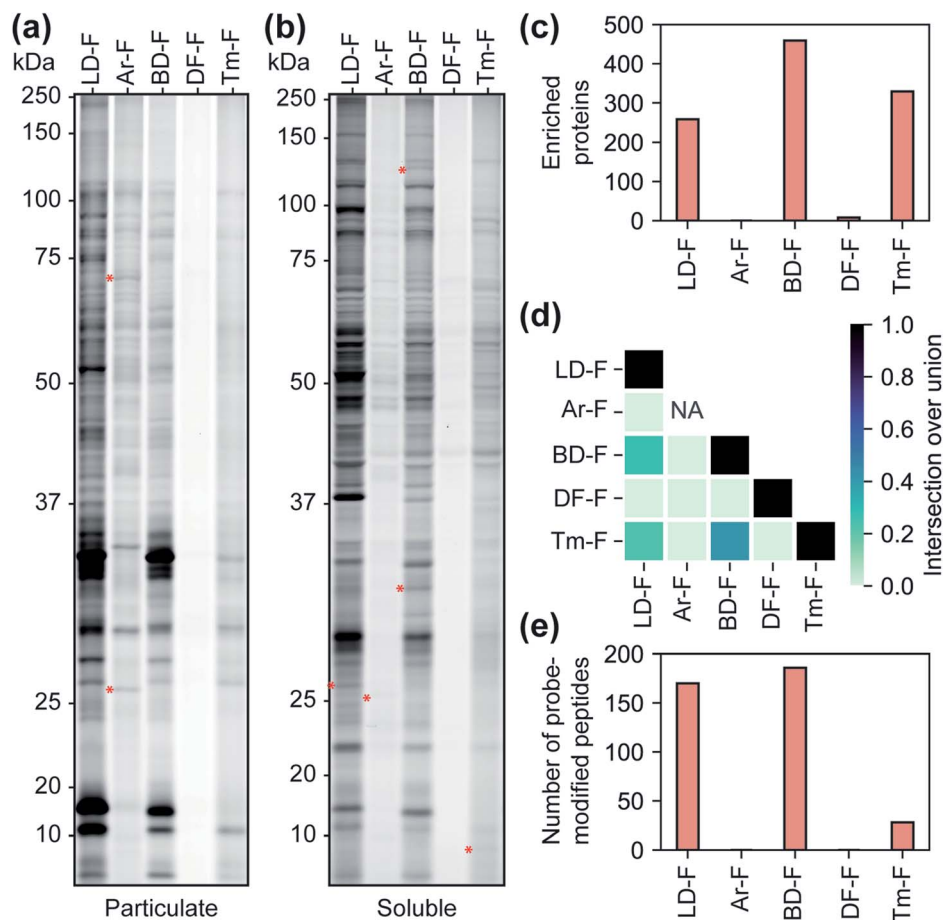 (a)
kDa
LD-F
Ar-F
BD-F
DF-F
Tm-F
250
150
100
75
50
37
25
20
10
*
*
Particulate
(b)
kDa
LD-F
Ar-F
BD-F
DF-F
Tm-F
250
150
100
75
50
37
25
20
10
*
*
*
*
*
Soluble
(c)
Enriched
proteins
500
400
300
200
100
0
LD-F
Ar-F
BD-F
DF-F
Tm-F
(d)
LD-F
Ar-F
NA
BD-F
DF-F
Tm-F
LD-F
Ar-F
BD-F
DF-F
Tm-F
1.0
0.8
0.6
0.4
0.2
0.0
Intersection over union
(e)
Number of probe-
modified peptides
200
150
100
50
0
LD-F
Ar-F
BD-F
DF-F
Tm-F